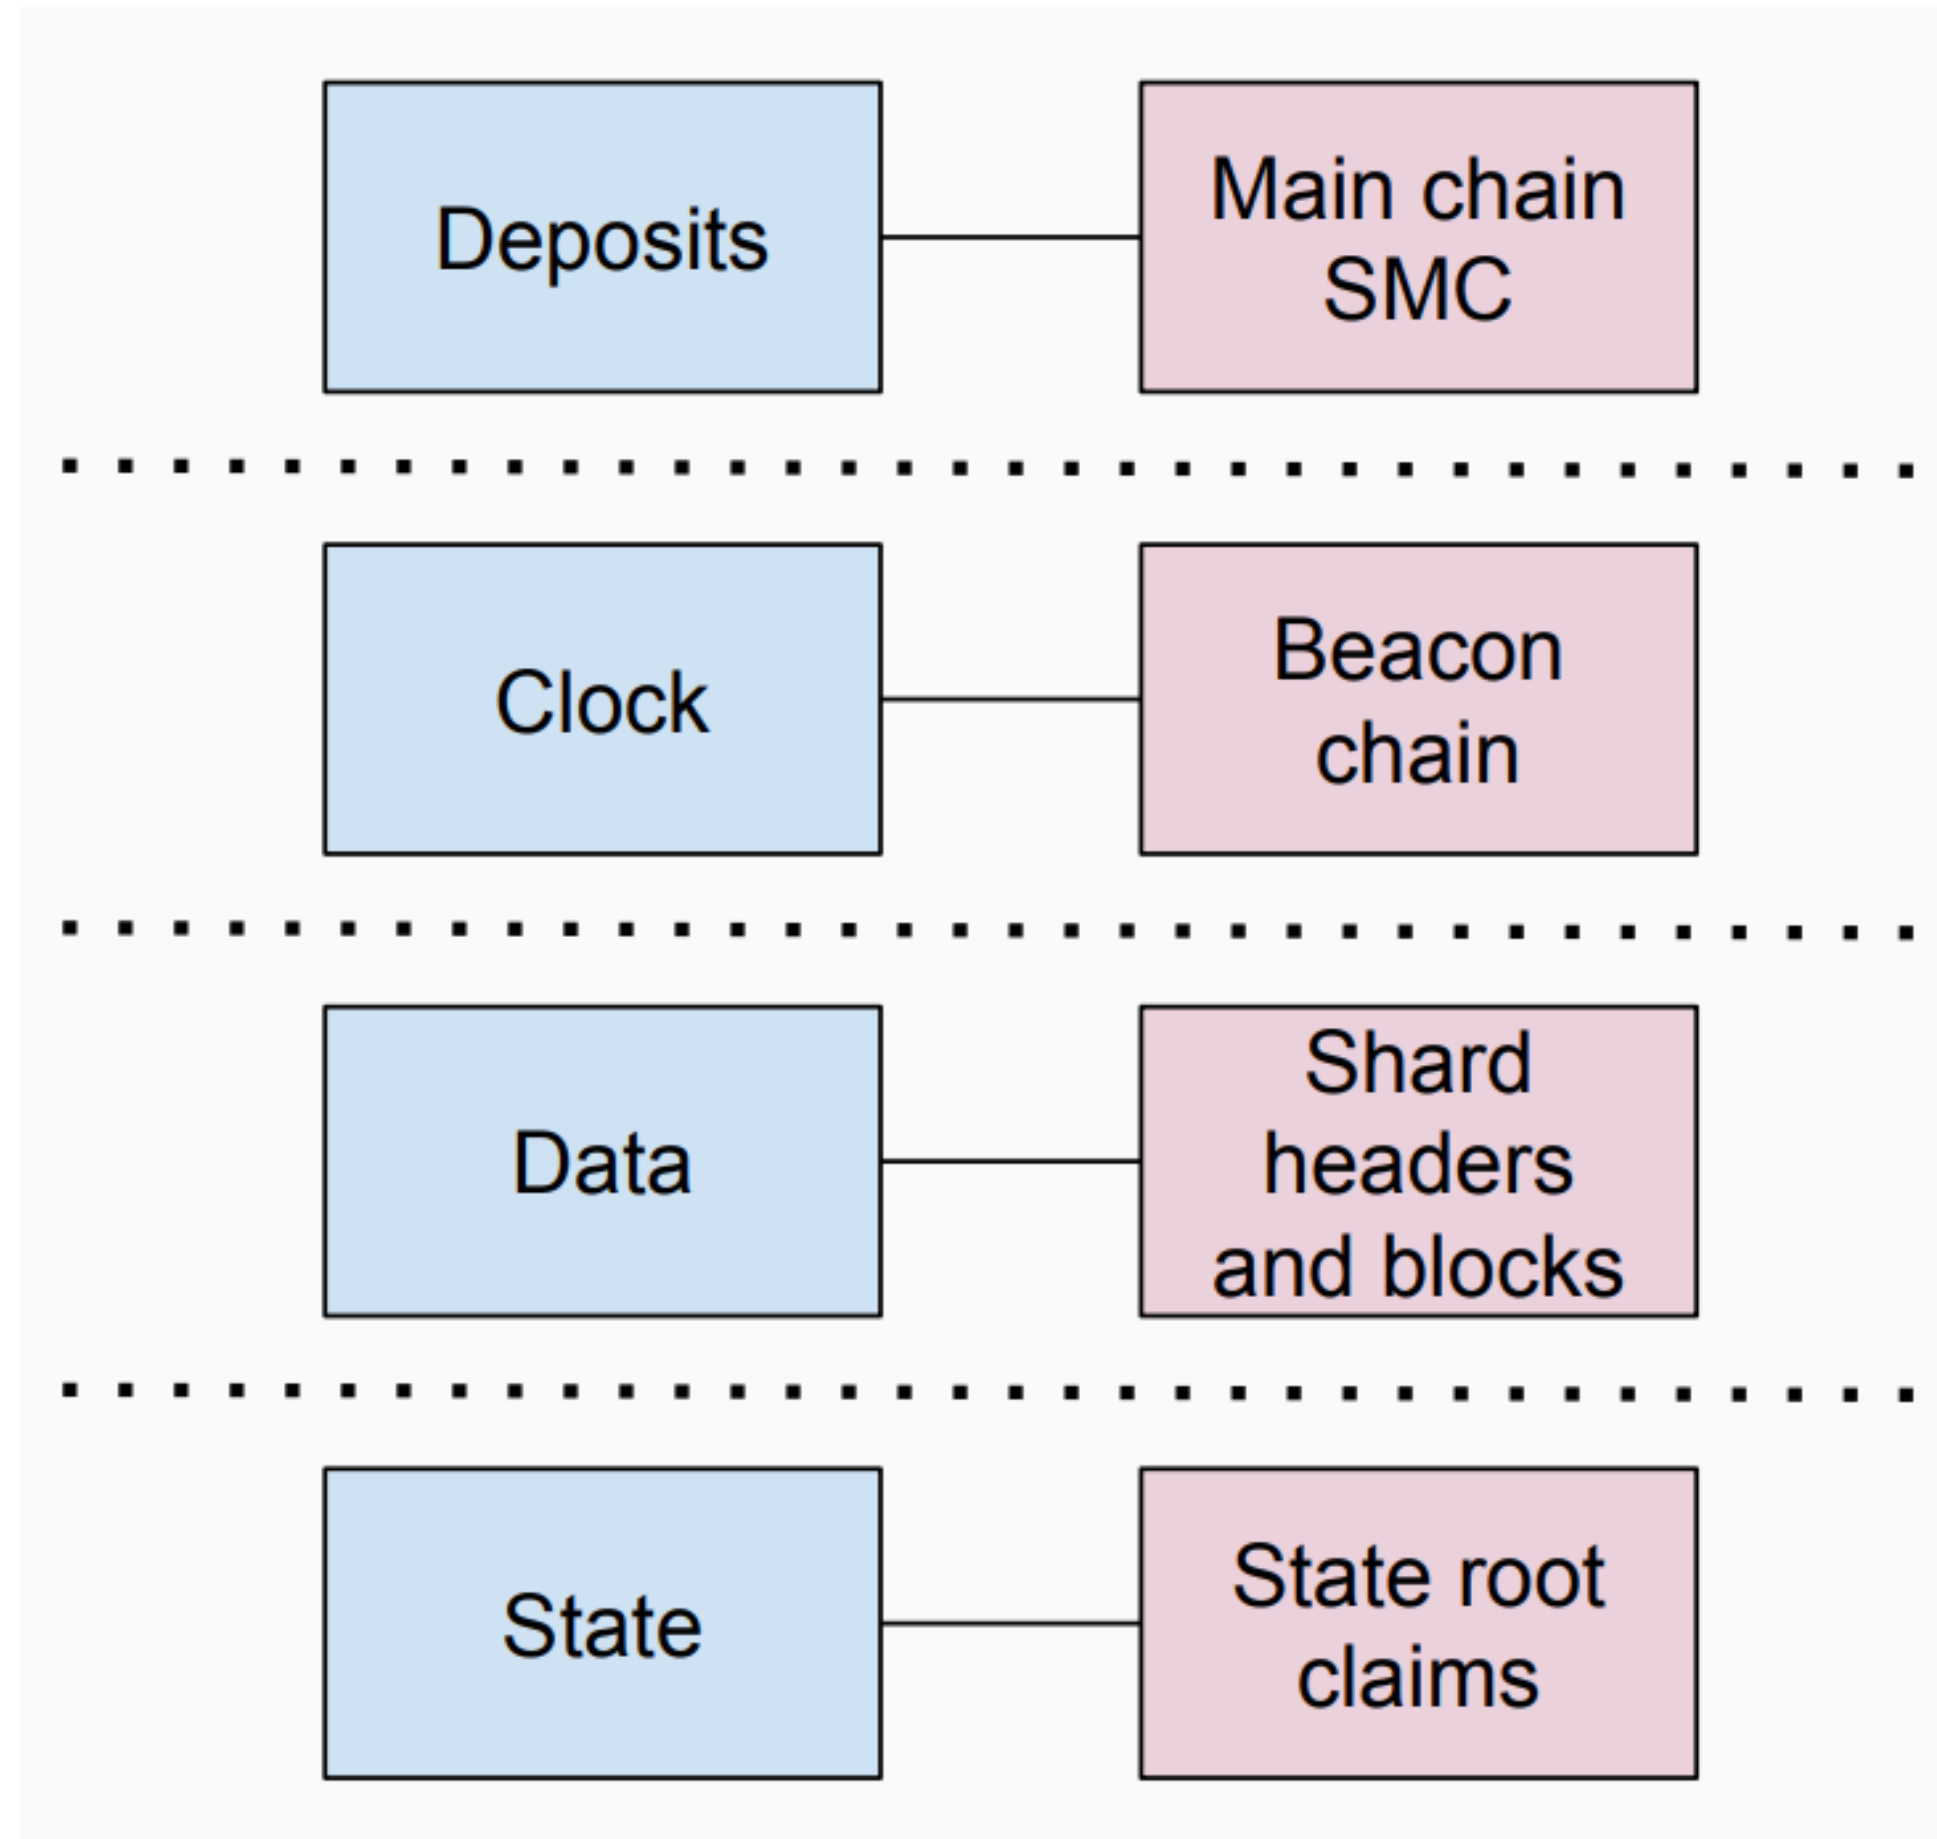 Deposits
Main chain
SMC
Clock
Beacon
chain
Data
Shard
headers
and blocks
State
State root
claims